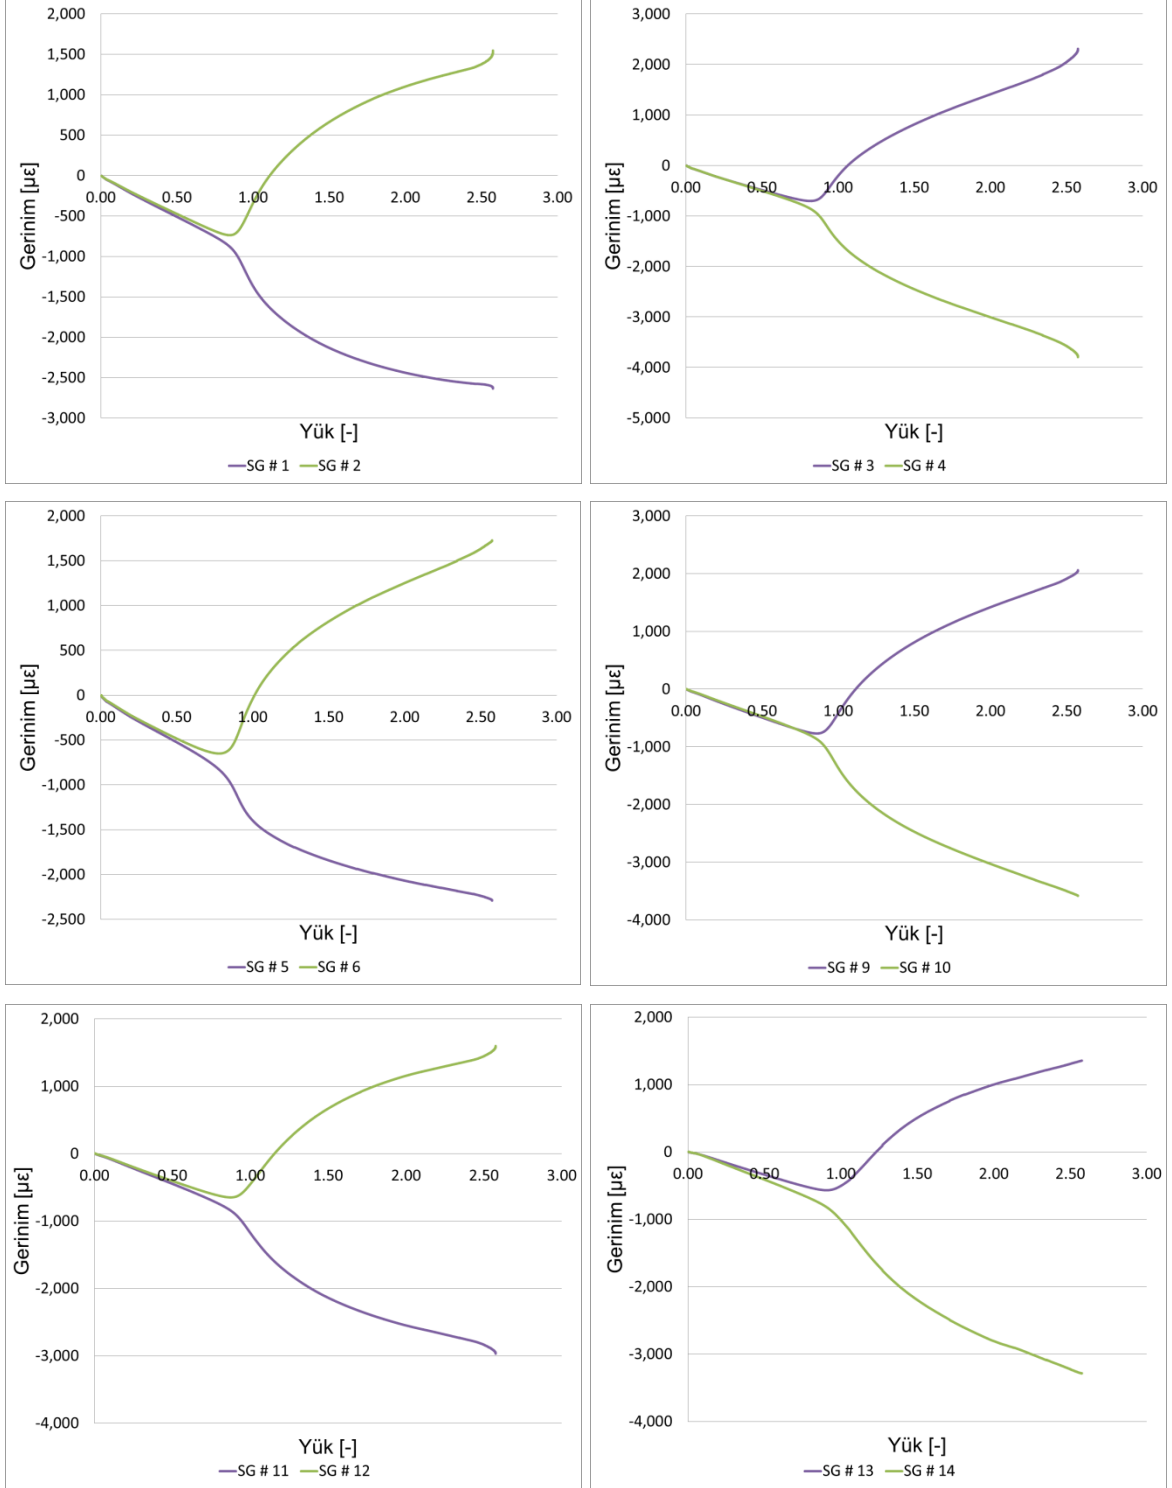 2,000
1,500
1,000
500
0
-500
-1,000
-1,500
-2,000
-2,500
-3,000
0.00 0.50 1.00 1.50 2.00 2.50 3.00
Gerinim [με]
Yük [-]
SG # 1 SG # 2
3,000
2,000
1,000
0
-1,000
-2,000
-3,000
-4,000
-5,000
0.00 0.50 1.00 1.50 2.00 2.50 3.00
Gerinim [με]
Yük [-]
SG # 3 SG # 4
2,000
1,500
1,000
500
0
-500
-1,000
-1,500
-2,000
-2,500
0.00 0.50 1.00 1.50 2.00 2.50 3.00
Gerinim [με]
Yük [-]
SG # 5 SG # 6
3,000
2,000
1,000
0
-1,000
-2,000
-3,000
-4,000
0.00 0.50 1.00 1.50 2.00 2.50 3.00
Gerinim [με]
Yük [-]
SG # 9 SG # 10
2,000
1,000
0
-1,000
-2,000
-3,000
-4,000
0.00 0.50 1.00 1.50 2.00 2.50 3.00
Gerinim [με]
Yük [-]
SG # 11 SG # 12
2,000
1,000
0
-1,000
-2,000
-3,000
-4,000
0.00 0.50 1.00 1.50 2.00 2.50 3.00
Gerinim [με]
Yük [-]
SG # 13 SG # 14